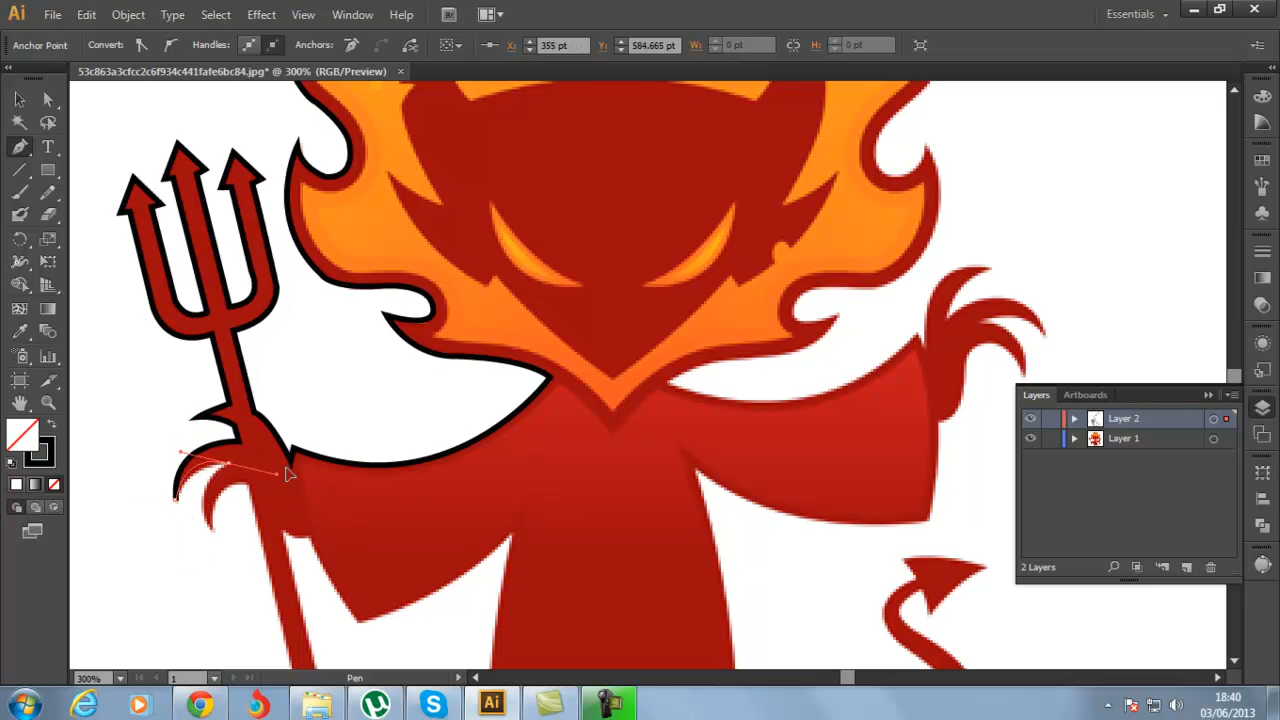 Ai File Edit Object Type Select Effect View Window Help Br Essentials
Anchor Point Convert: Handles: Anchors: X: 355 pt Y: 584.665 pt W: 0 pt H: 0 pt
53c863a3cfcc2c6f934c441fafe6bc84.jpg* @ 300% (RGB/Preview) ×
Layers Artboards
Layer 2
Layer 1
2 Layers
300% 1 Pen
Ai
18:40
03/06/2013